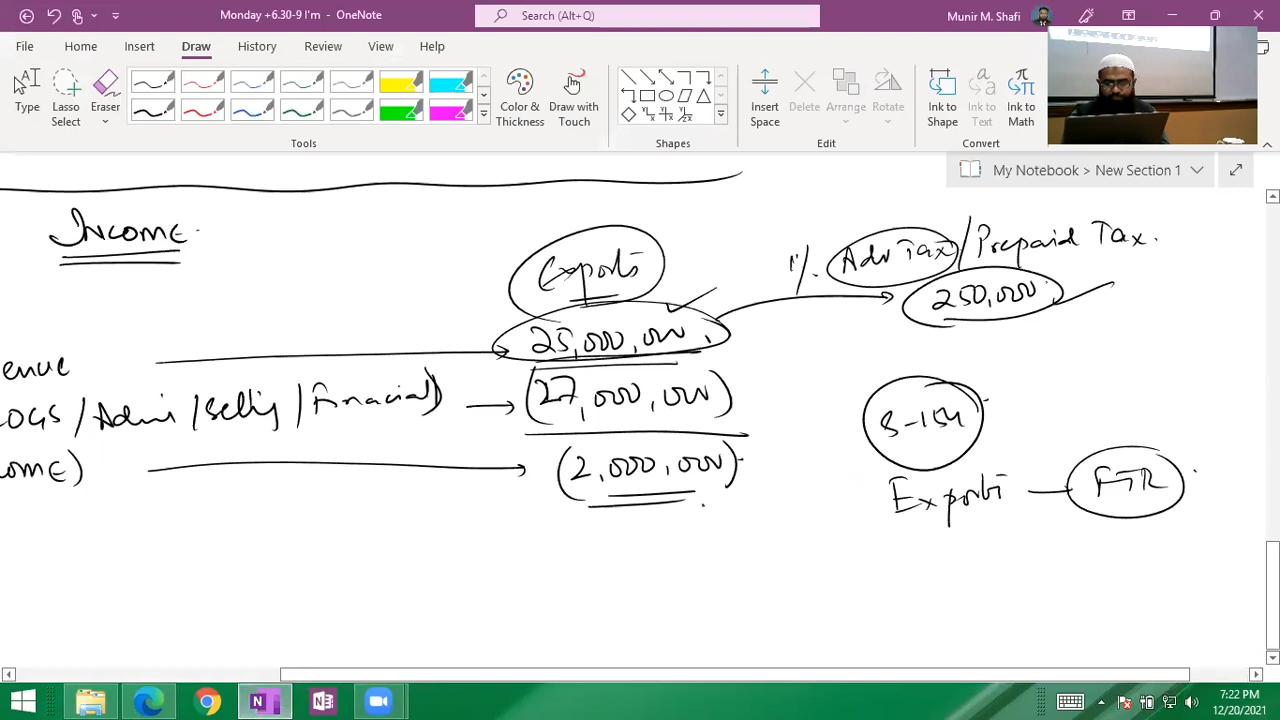 Monday +6.30-9 I'm - OneNote
Search (Alt+Q)
Munir M. Shafi
File Home Insert Draw View History Review View Help
Type
Lasso Select
Eraser
Color & Thickness
Draw with Touch
Insert Space
Delete
Arrange
Rotate
Ink to Shape
Ink to Text
Ink to Math
Tools
Shapes
Edit
Convert
My Notebook > New Section 1
INCOME
Exports
1% Adv Tax / Prepaid Tax.
250,000
25,000,000
enue
OGS / Admin / Selling / Financial)
(27,000,000)
S-154
ome)
(2,000,000)
Exports — FTR
7:22 PM
12/20/2021